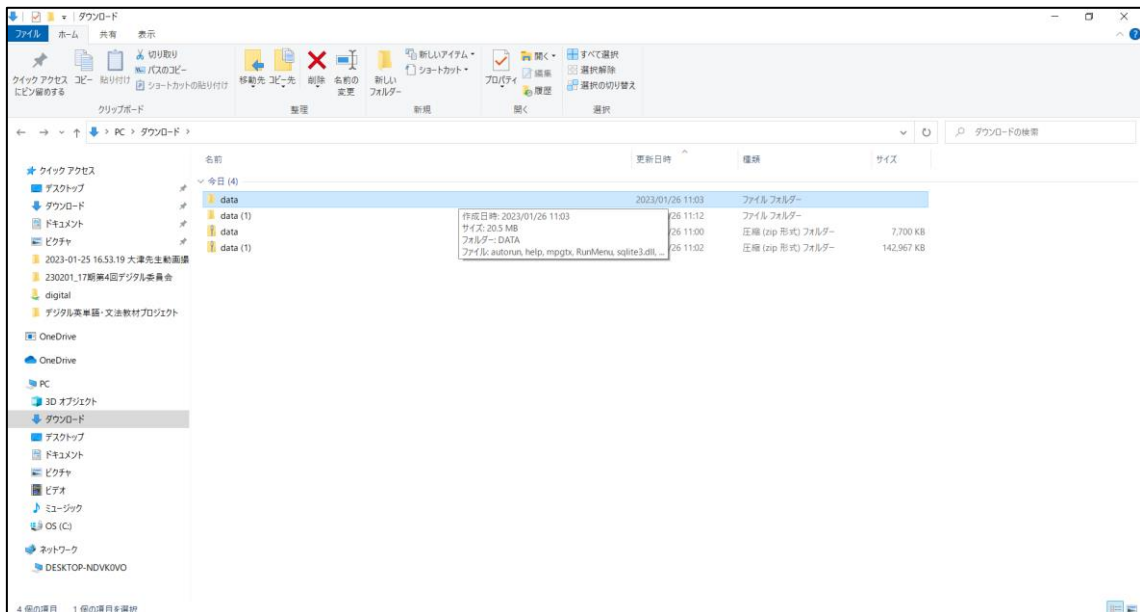 ダウンロード
ファイル ホーム 共有 表示
クイック アクセスにピン留めする
コピー
貼り付け
切り取り
パスのコピー
ショートカットの貼り付け
クリップボード
移動先
コピー先
削除
名前の変更
整理
新しいフォルダー
新しいアイテム
ショートカット
新規
プロパティ
開く
編集
履歴
開く
すべて選択
選択解除
選択の切り替え
選択
PC > ダウンロード >
ダウンロードの検索
名前 更新日時 種類 サイズ
今日 (4)
data 2023/01/26 11:03 ファイル フォルダー
data (1) /26 11:12 ファイル フォルダー
data /26 11:00 圧縮 (zip 形式) フォルダー 7,700 KB
data (1) /26 11:02 圧縮 (zip 形式) フォルダー 142,967 KB
作成日時: 2023/01/26 11:03
サイズ: 20.5 MB
フォルダー: DATA
ファイル: autorun, help, mpgtx, RunMenu, sqlite3.dll, ...
クイック アクセス
デスクトップ
ダウンロード
ドキュメント
ピクチャ
2023-01-25 16.53.19 大津先生動画撮
230201_17期第4回デジタル委員会
digital
デジタル英単語・文法教材プロジェクト
OneDrive
OneDrive
PC
3D オブジェクト
ダウンロード
デスクトップ
ドキュメント
ピクチャ
ビデオ
ミュージック
OS (C:)
ネットワーク
DESKTOP-NDVK0VO
4 個の項目 1 個の項目を選択